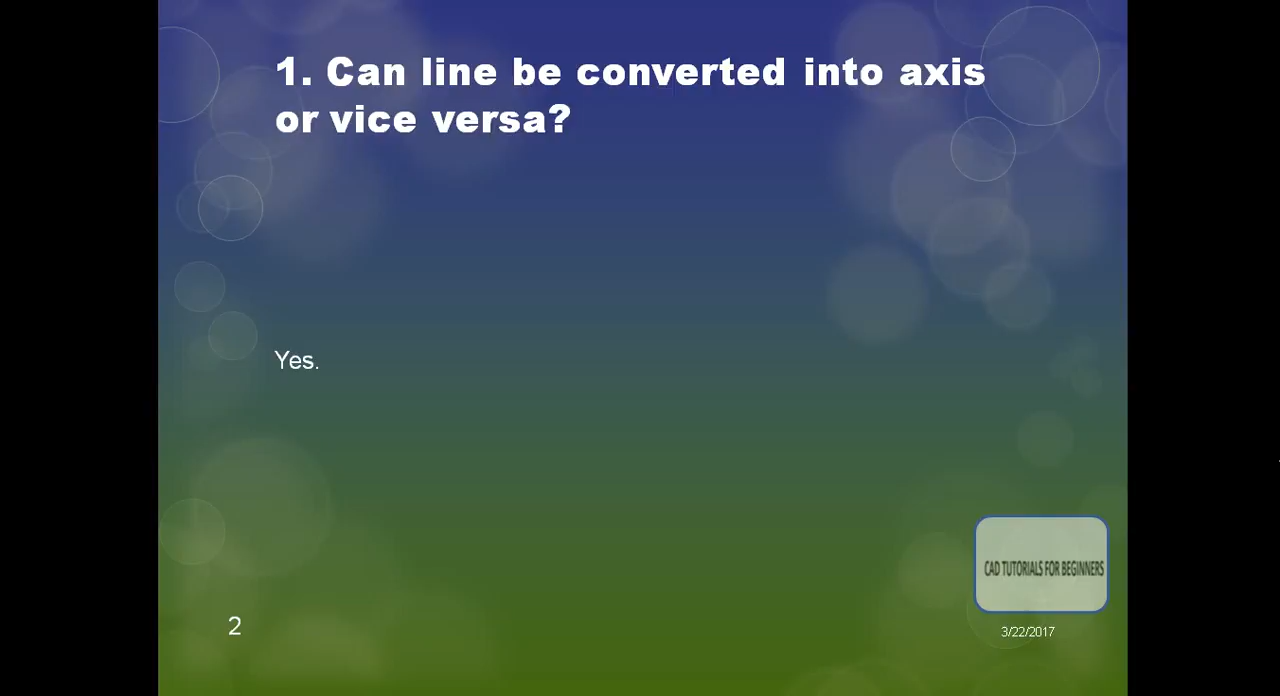 1. Can line be converted into axis
or vice versa?
Yes.
CAD TUTORIALS FOR BEGINNERS
2
3/22/2017